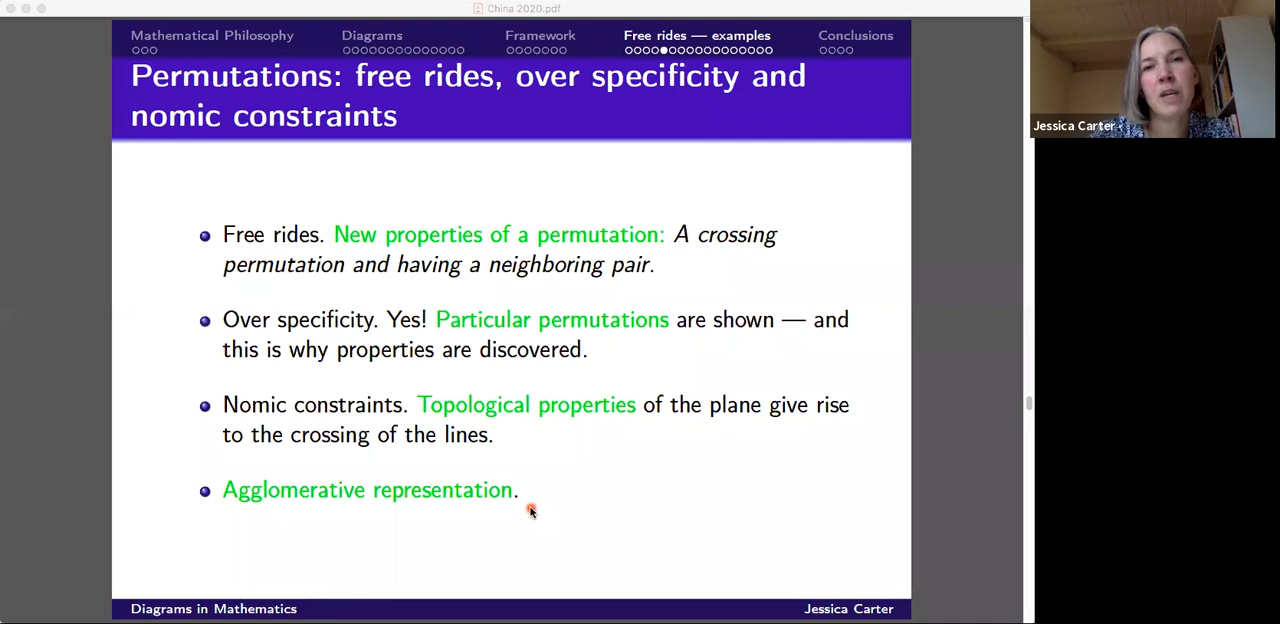 China 2020.pdf
Mathematical Philosophy Diagrams Framework Free rides — examples Conclusions
Permutations: free rides, over specificity and
nomic constraints
Free rides. New properties of a permutation: A crossing
permutation and having a neighboring pair.
Over specificity. Yes! Particular permutations are shown — and
this is why properties are discovered.
Nomic constraints. Topological properties of the plane give rise
to the crossing of the lines.
Agglomerative representation.
Diagrams in Mathematics Jessica Carter
Jessica Carter